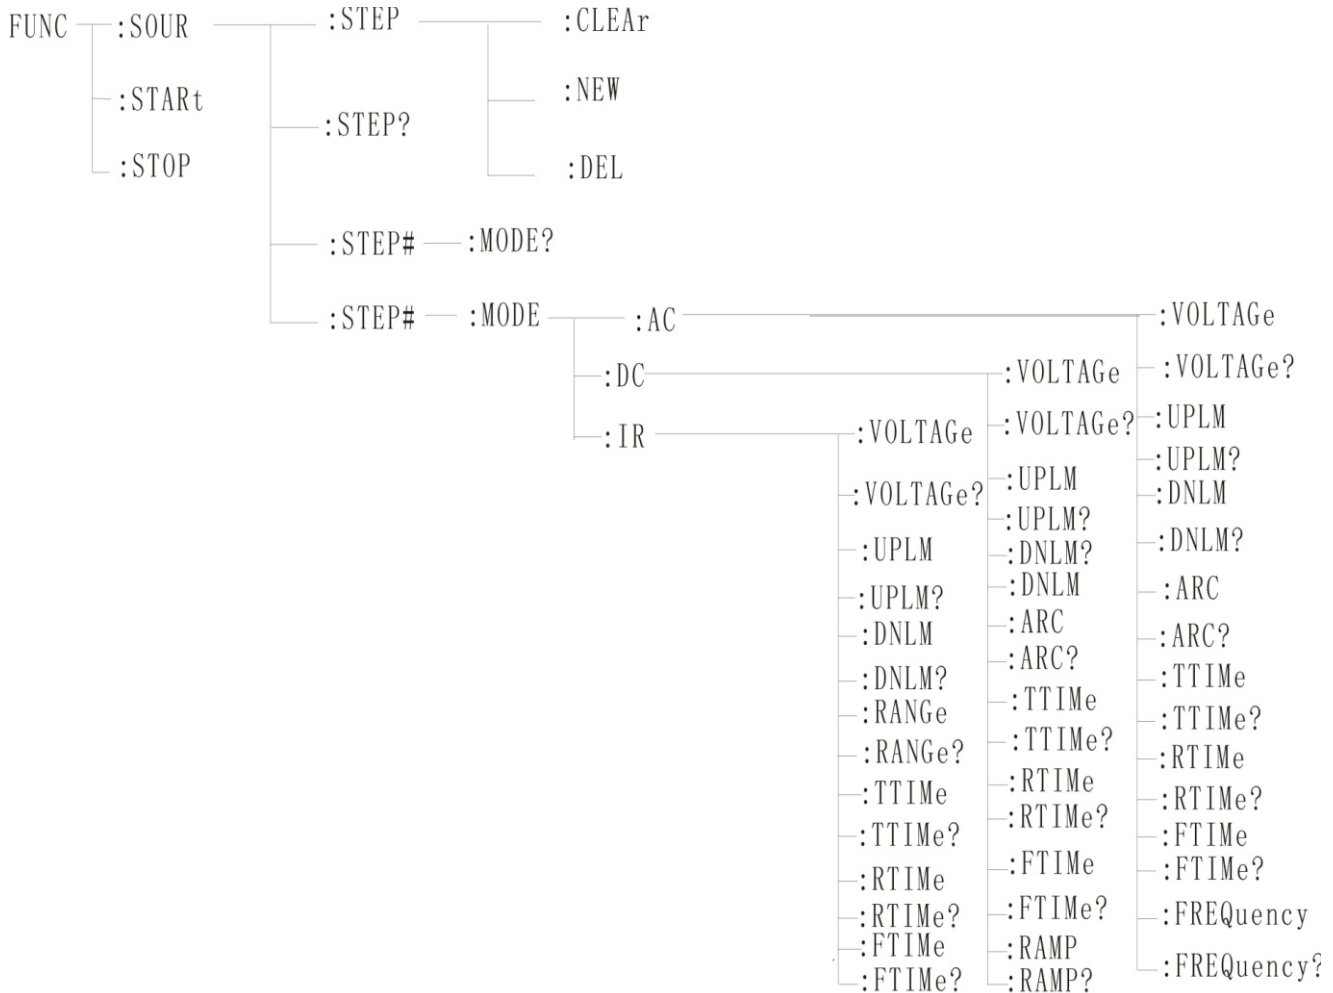 FUNC :SOUR :STEP :CLEAr
:NEW
:STARt
:STEP?
:STOP :DEL
:STEP# :MODE?
:STEP# :MODE :AC :VOLTAGe
:DC :VOLTAGe :VOLTAGe?
:IR :VOLTAGe :VOLTAGe? :UPLM
:UPLM?
:VOLTAGe? :UPLM :DNLM
:UPLM :UPLM? :DNLM?
:DNLM?
:UPLM? :DNLM :ARC
:DNLM :ARC :ARC?
:DNLM? :ARC? :TTIMe
:RANGe :TTIMe :TTIMe?
:RANGe? :TTIMe? :RTIMe
:TTIMe :RTIMe :RTIMe?
:TTIMe? :RTIMe? :FTIMe
:RTIMe :FTIMe :FTIMe?
:RTIMe? :FTIMe? :FREQuency
:FTIMe :RAMP
:FTIMe? :RAMP? :FREQuency?